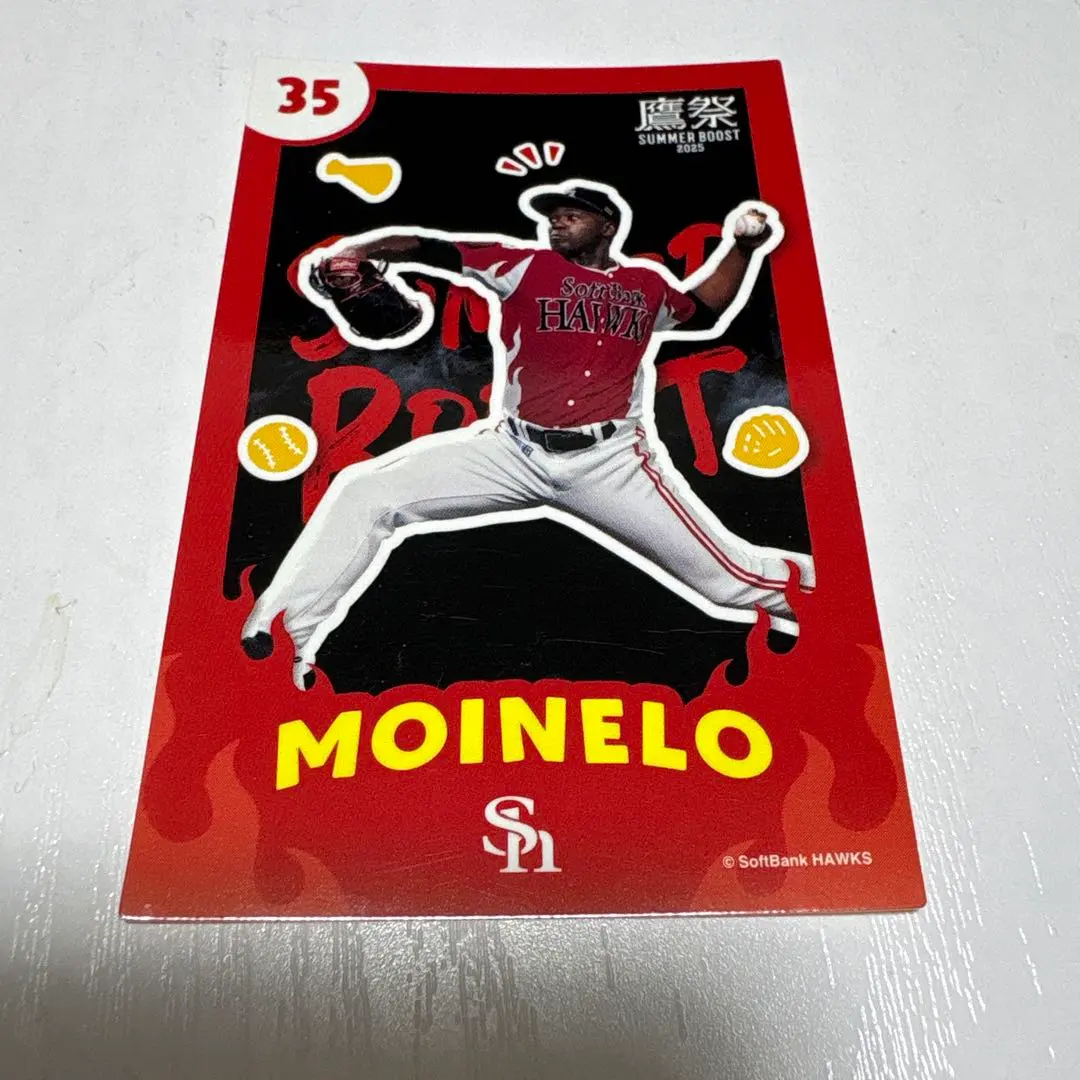 35
鷹祭
SUMMER BOOST
2025
SoftBank
HAWKS
MOINELO
Sh
© SoftBank HAWKS